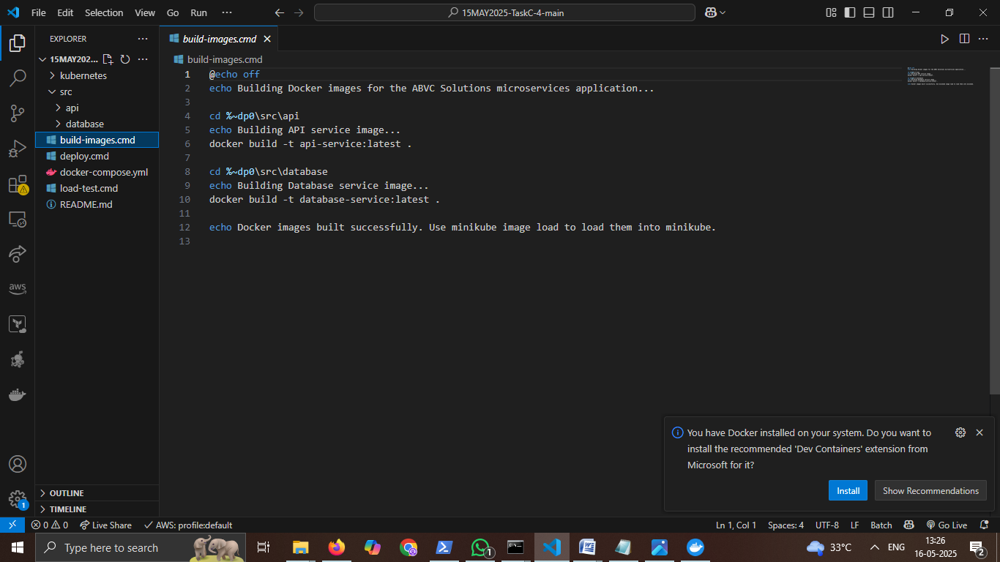 File Edit Selection View Go Run ···
15MAY2025-TaskC-4-main
EXPLORER
15MAY202...
kubernetes
src
api
database
build-images.cmd
deploy.cmd
docker-compose.yml
load-test.cmd
README.md
OUTLINE
TIMELINE
aws
1
build-images.cmd
build-images.cmd
1 @echo off
2 echo Building Docker images for the ABVC Solutions microservices application...
3
4 cd %~dp0\src\api
5 echo Building API service image...
6 docker build -t api-service:latest .
7
8 cd %~dp0\src\database
9 echo Building Database service image...
10 docker build -t database-service:latest .
11
12 echo Docker images built successfully. Use minikube image load to load them into minikube.
13
You have Docker installed on your system. Do you want to
install the recommended 'Dev Containers' extension from
Microsoft for it?
Install Show Recommendations
0 0 Live Share AWS: profile:default Ln 1, Col 1 Spaces: 4 UTF-8 LF Batch Go Live
Type here to search
1
33°C
ENG
13:26
16-05-2025
2